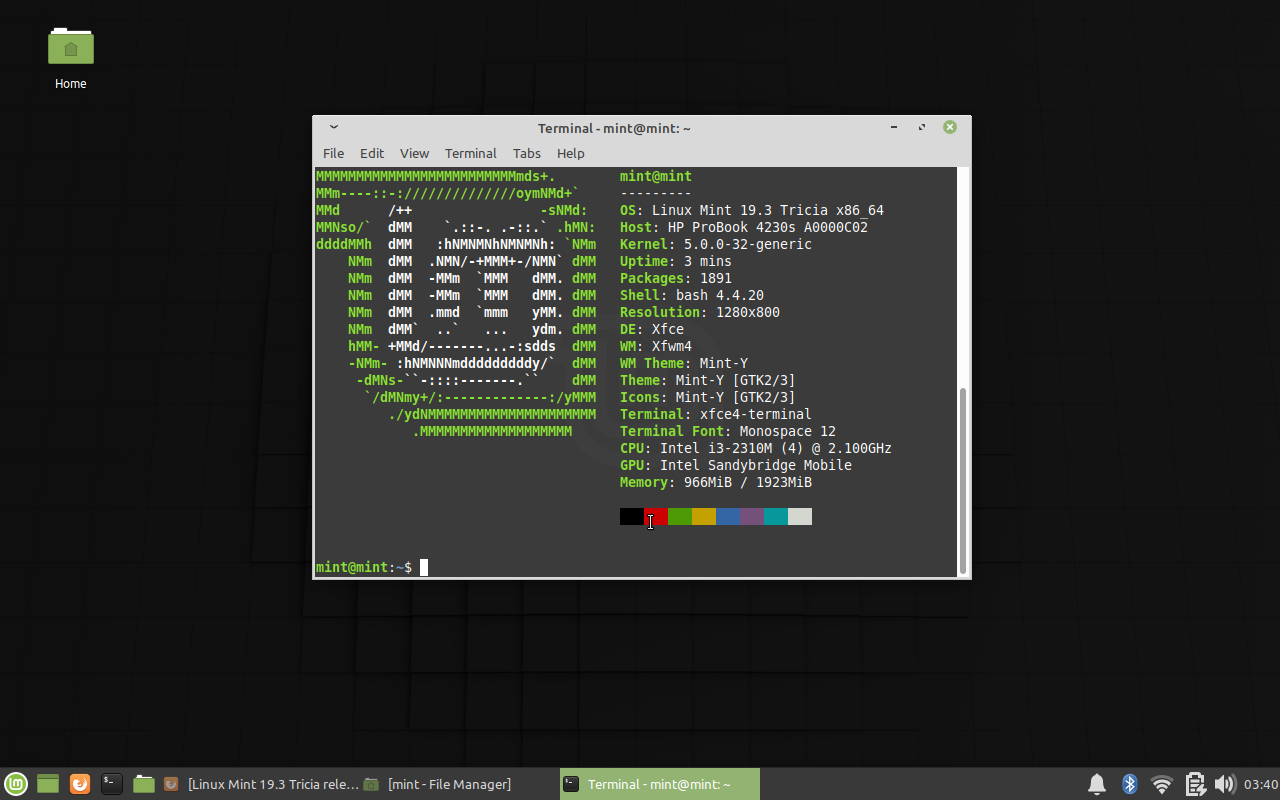 Home
Terminal - mint@mint: ~
File Edit View Terminal Tabs Help
MMMMMMMMMMMMMMMMMMMMMMMMMmds+. mint@mint
MMm----::-://////////////oymNMd+` ---------
MMd /++ -sNMd: OS: Linux Mint 19.3 Tricia x86_64
MMNso/` dMM `.::-. .-::.` .hMN: Host: HP ProBook 4230s A0000C02
ddddMMh dMM :hNMNMNhNMNMNh: `NMm Kernel: 5.0.0-32-generic
NMm dMM .NMN/-+MMM+-/NMN` dMM Uptime: 3 mins
NMm dMM -MMm `MMM dMM. dMM Packages: 1891
NMm dMM -MMm `MMM dMM. dMM Shell: bash 4.4.20
NMm dMM .mmd `mmm yMM. dMM Resolution: 1280x800
NMm dMM` ..` ... ydm. dMM DE: Xfce
hMM- +MMd/-------...-:sdds dMM WM: Xfwm4
-NMm- :hNMNNNmdddddddddy/` dMM WM Theme: Mint-Y
-dMNs-``-::::-------.`` dMM Theme: Mint-Y [GTK2/3]
`/dMNmy+/:-------------:/yMMM Icons: Mint-Y [GTK2/3]
./ydNMMMMMMMMMMMMMMMMMMMMM Terminal: xfce4-terminal
.MMMMMMMMMMMMMMMMMMM Terminal Font: Monospace 12
CPU: Intel i3-2310M (4) @ 2.100GHz
GPU: Intel Sandybridge Mobile
Memory: 966MiB / 1923MiB
mint@mint:~$
[Linux Mint 19.3 Tricia rele... [mint - File Manager] Terminal - mint@mint: ~ 03:40